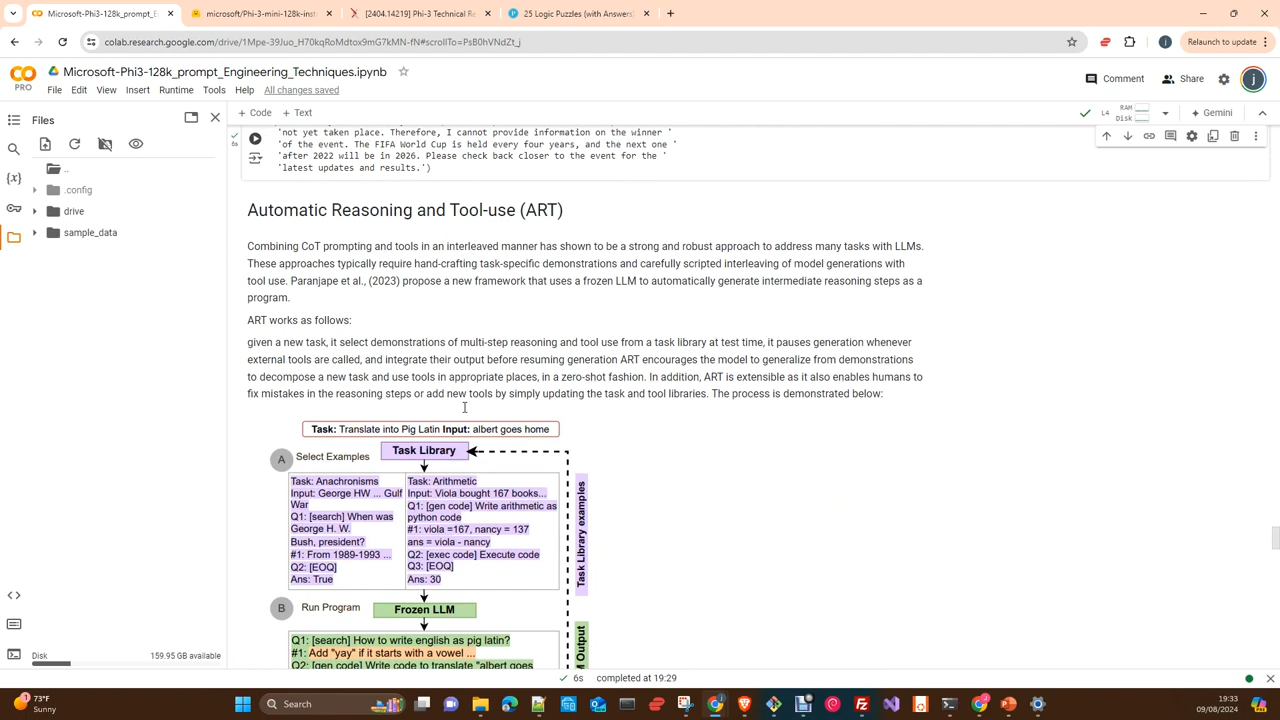 Microsoft-Phi3-128k_prompt_E
microsoft/Phi-3-mini-128k-inst
[2404.14219] Phi-3 Technical Re
25 Logic Puzzles (with Answers)
colab.research.google.com/drive/1Mpe-39Juo_H70kqRoMdtox9mG7kMN-fN#scrollTo=PsB0hVNdZt_j
Relaunch to update
Microsoft-Phi3-128k_prompt_Engineering_Techniques.ipynb
PRO
File Edit View Insert Runtime Tools Help All changes saved
Comment Share
Files
+ Code + Text
L4 RAM Disk
Gemini
..
.config
drive
sample_data
6s
'not yet taken place. Therefore, I cannot provide information on the winner '
'of the event. The FIFA World Cup is held every four years, and the next one '
'after 2022 will be in 2026. Please check back closer to the event for the '
'latest updates and results.')
Automatic Reasoning and Tool-use (ART)
Combining CoT prompting and tools in an interleaved manner has shown to be a strong and robust approach to address many tasks with LLMs.
These approaches typically require hand-crafting task-specific demonstrations and carefully scripted interleaving of model generations with
tool use. Paranjape et al., (2023) propose a new framework that uses a frozen LLM to automatically generate intermediate reasoning steps as a
program.
ART works as follows:
given a new task, it select demonstrations of multi-step reasoning and tool use from a task library at test time, it pauses generation whenever
external tools are called, and integrate their output before resuming generation ART encourages the model to generalize from demonstrations
to decompose a new task and use tools in appropriate places, in a zero-shot fashion. In addition, ART is extensible as it also enables humans to
fix mistakes in the reasoning steps or add new tools by simply updating the task and tool libraries. The process is demonstrated below:
Task: Translate into Pig Latin Input: albert goes home
A Select Examples
Task Library
Task: Anachronisms
Input: George HW ... Gulf
War
Q1: [search] When was
George H. W.
Bush, president?
#1: From 1989-1993 ...
Q2: [EOQ]
Ans: True
Task: Arithmetic
Input: Viola bought 167 books...
Q1: [gen code] Write arithmetic as
python code
#1: viola =167, nancy = 137
ans = viola - nancy
Q2: [exec code] Execute code
Q3: [EOQ]
Ans: 30
Task Library examples
B Run Program
Frozen LLM
Q1: [search] How to write english as pig latin?
#1: Add "yay" if it starts with a vowel ...
Q2: [gen code] Write code to translate "albert goes
M Output
Disk 159.95 GB available
6s completed at 19:29
73°F
Sunny
Search
19:33
09/08/2024